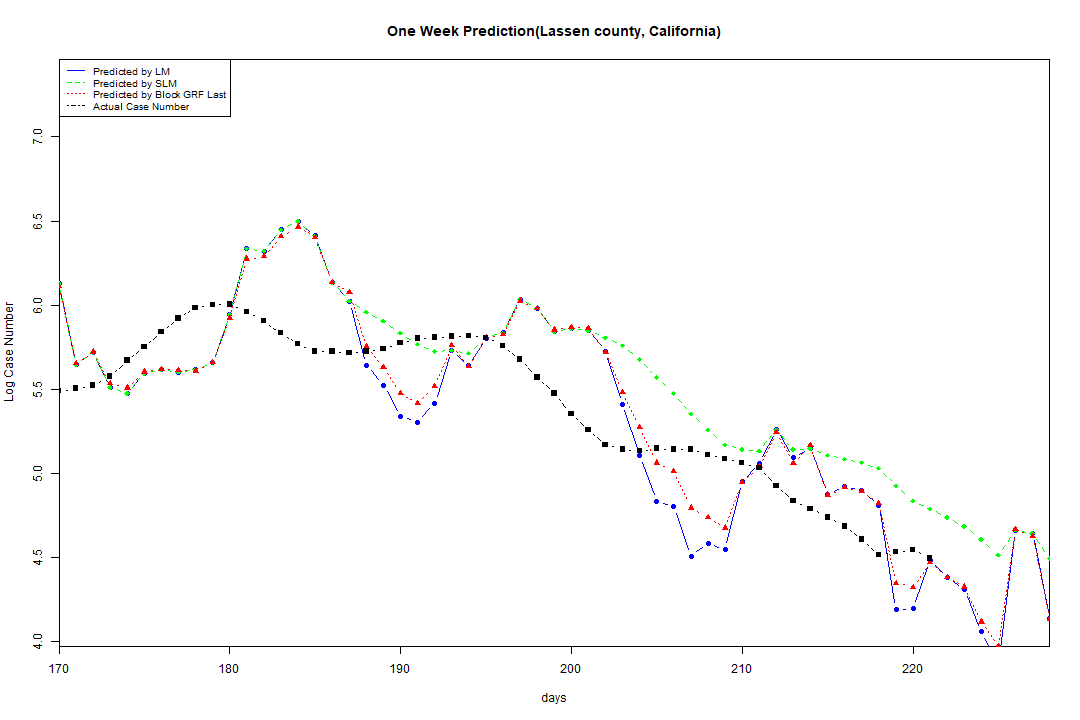 One Week Prediction(Lassen county, California)
Predicted by LM
Predicted by SLM
Predicted by Block GRF Last
Actual Case Number
Log Case Number
7.0
6.5
6.0
5.5
5.0
4.5
4.0
170 180 190 200 210 220
days